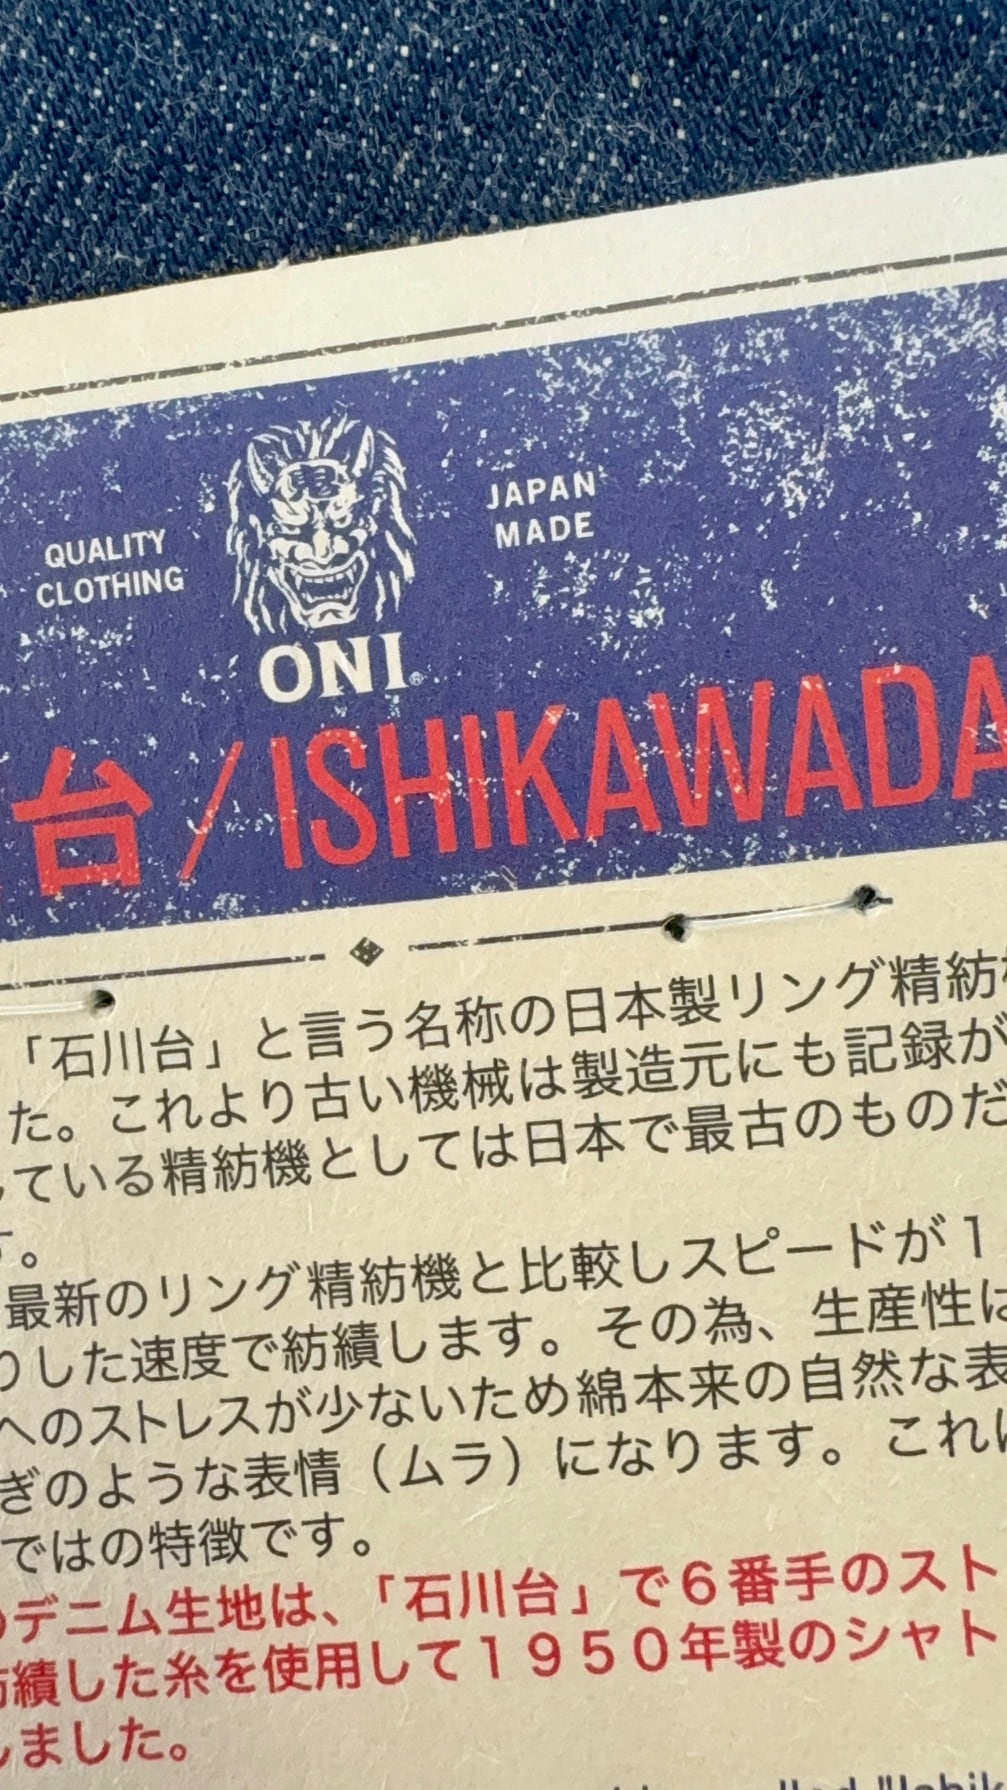 QUALITY
CLOTHING
JAPAN
MADE
ONI®
台/ISHIKAWADA
「石川台」と言う名称の日本製リング精紡
た。これより古い機械は製造元にも記録が
ている精紡機としては日本で最古のものだ
す。
最新のリング精紡機と比較しスピードが1
りした速度で紡績します。その為、生産性は
へのストレスが少ないため綿本来の自然な表
ぎのような表情（ムラ）になります。これは
ではの特徴です。
デニム生地は、「石川台」で6番手のスト
紡績した糸を使用して1950年製のシャト
しました。